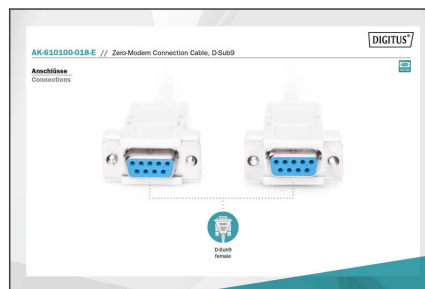 DIGITUS®
AK-610100-018-E // Zero-Modem Connection Cable, D-Sub9
Anschlüsse
Connections
D-Sub9
female